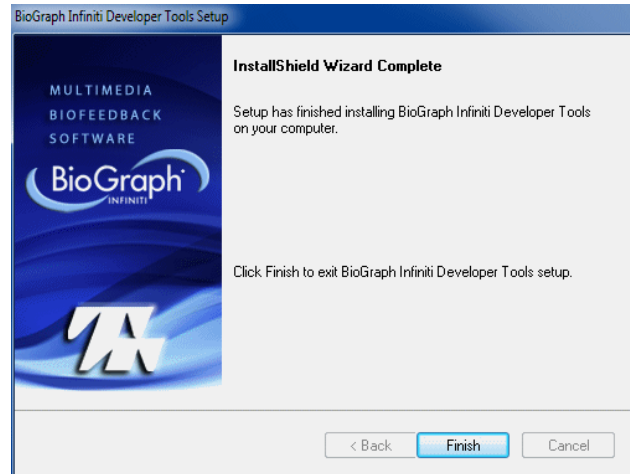 BioGraph Infiniti Developer Tools Setup
InstallShield Wizard Complete
MULTIMEDIA
BIOFEEDBACK
SOFTWARE
BioGraph
INFINITI
Setup has finished installing BioGraph Infiniti Developer Tools
on your computer.
Click Finish to exit BioGraph Infiniti Developer Tools setup.
< Back
Finish
Cancel